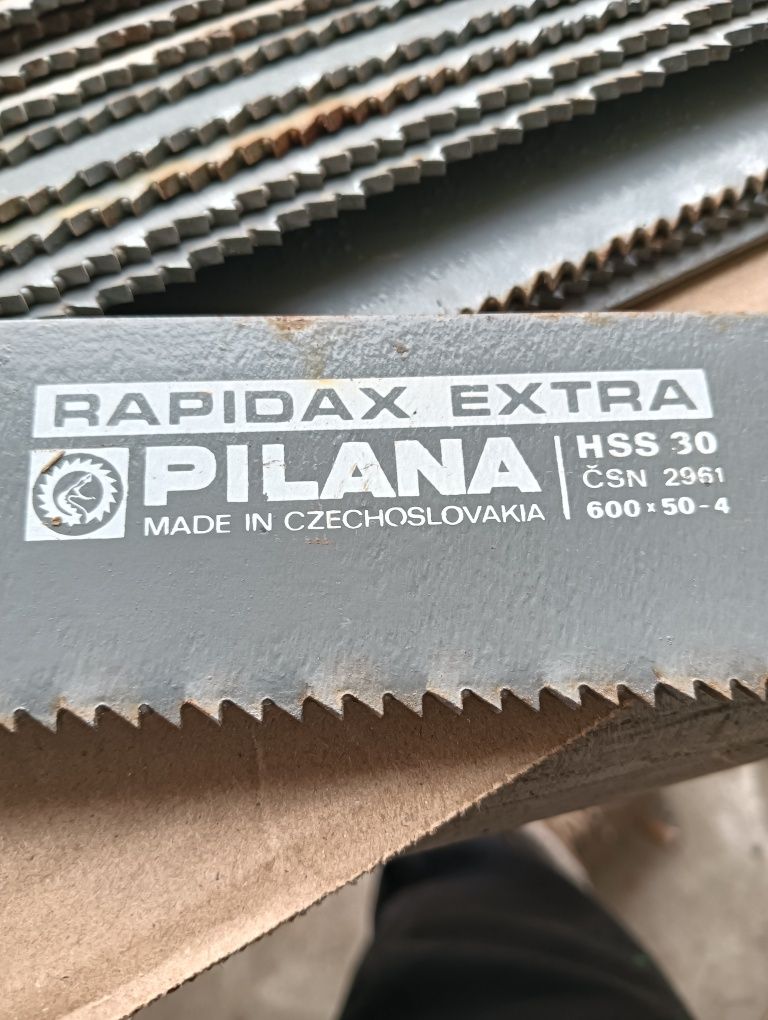 RAPIDAX EXTRA
PILANA
MADE IN CZECHOSLOVAKIA
HSS 30
ČSN 2961
600 x 50-4